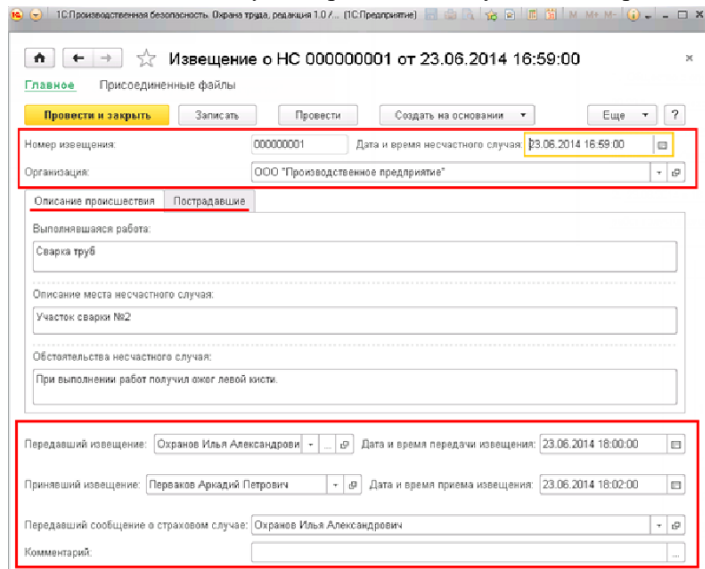 1С:Производственная безопасность. Охрана труда, редакция 1.0 /... (1С:Предприятие) M M+ M-
Извещение о НС 000000001 от 23.06.2014 16:59:00
Главное Присоединенные файлы
Провести и закрыть Записать Провести Создать на основании Еще ?
Номер извещения: 000000001 Дата и время несчастного случая: 23.06.2014 16:59:00
Организация: ООО "Производственное предприятие"
Описание происшествия Пострадавшие
Выполнявшаяся работа:
Сварка труб
Описание места несчастного случая:
Участок сварки №2
Обстоятельства несчастного случая:
При выполнении работ получил ожог левой кисти.
Передавший извещение: Охранов Илья Александрови ... Дата и время передачи извещения: 23.06.2014 18:00:00
Принявший извещение: Перваков Аркадий Петрович Дата и время приема извещения: 23.06.2014 18:02:00
Передавший сообщение о страховом случае: Охранов Илья Александрович
Комментарий: ...